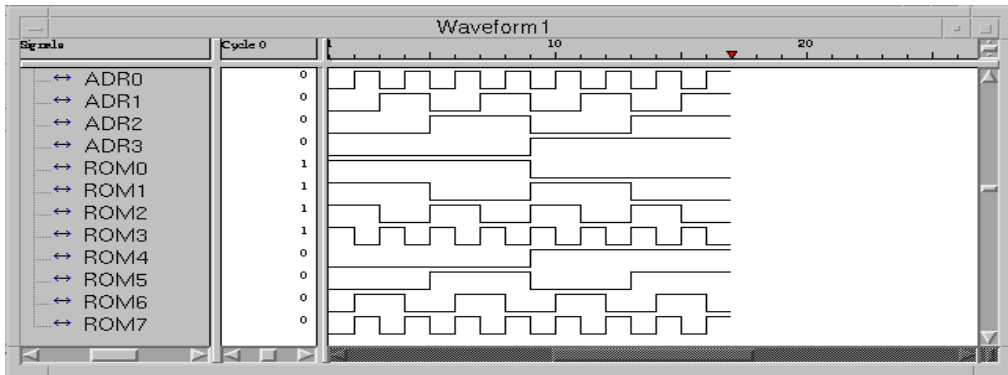 Waveform1
Signals Cycle 0 1 10 20
ADR0 0
ADR1 0
ADR2 0
ADR3 0
ROM0 1
ROM1 1
ROM2 1
ROM3 1
ROM4 0
ROM5 0
ROM6 0
ROM7 0